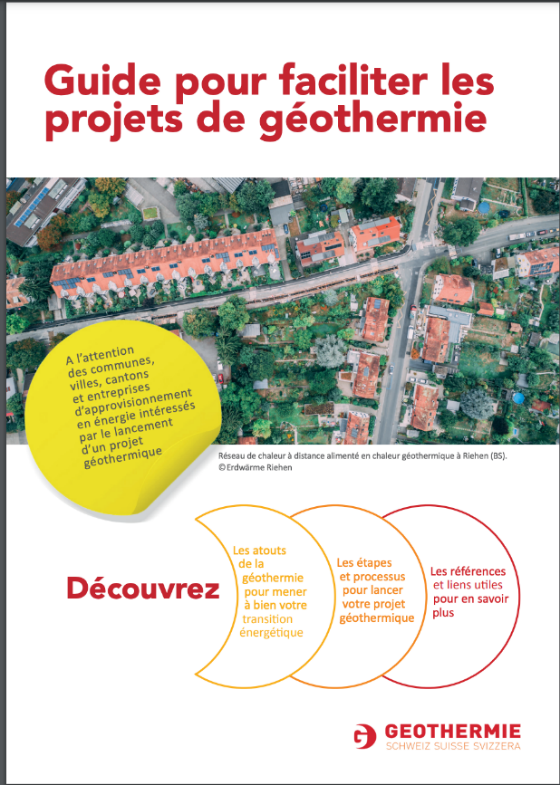 Guide pour faciliter les
projets de géothermie
A l'attention
des communes,
villes, cantons
et entreprises
d'approvisionnement
en énergie intéressés
par le lancement
d'un projet
géothermique
Réseau de chaleur à distance alimenté en chaleur géothermique à Riehen (BS).
© Erdwärme Riehen
Découvrez
Les atouts
de la
géothermie
pour mener
à bien votre
transition
énergétique
Les étapes
et processus
pour lancer
votre projet
géothermique
Les références
et liens utiles
pour en savoir
plus
GEOTHERMIE
SCHWEIZ SUISSE SVIZZERA